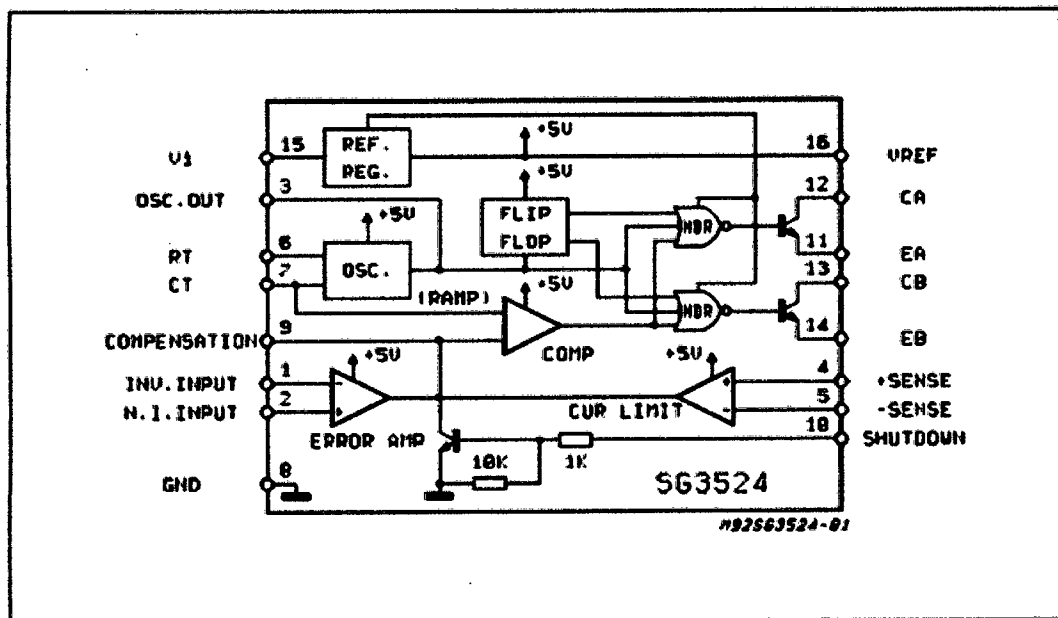 15
Vi
REF.
REG.
+5V
16
VREF
OSC.OUT
3
+5V
12
CA
FLIP
FLOP
NOR
RT
6
+5V
OSC.
11
EA
CT
7
(RAMP)
+5V
13
CB
NOR
COMPENSATION
9
COMP
14
EB
INV.INPUT
1
+5V
+5V
4
+SENSE
N.I.INPUT
2
CUR LIMIT
5
-SENSE
ERROR AMP
10
SHUTDOWN
10K
1K
GND
8
SG3524
M92SG3524-01